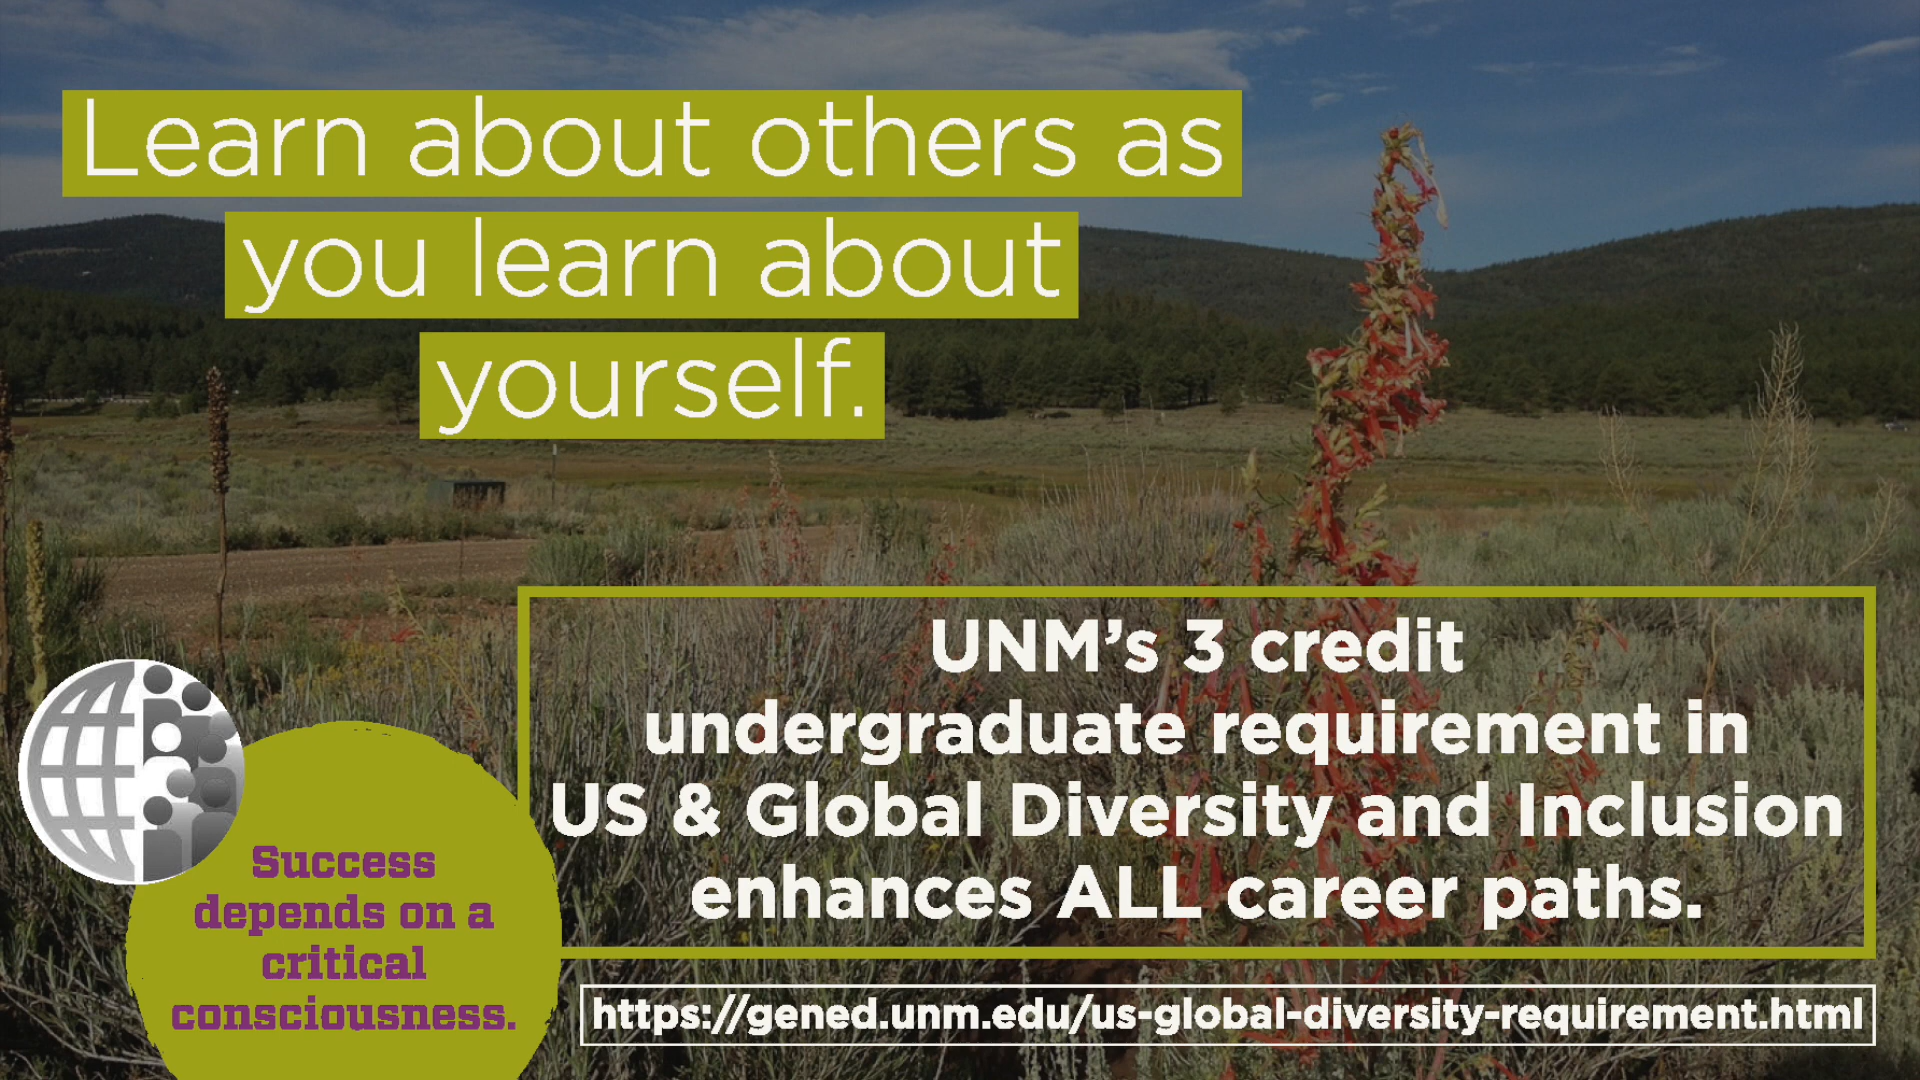 Learn about others as
you learn about
yourself.
UNM’s 3 credit
undergraduate requirement in
US & Global Diversity and Inclusion
enhances ALL career paths.
Success
depends on a
critical
consciousness.
https://gened.unm.edu/us-global-diversity-requirement.html